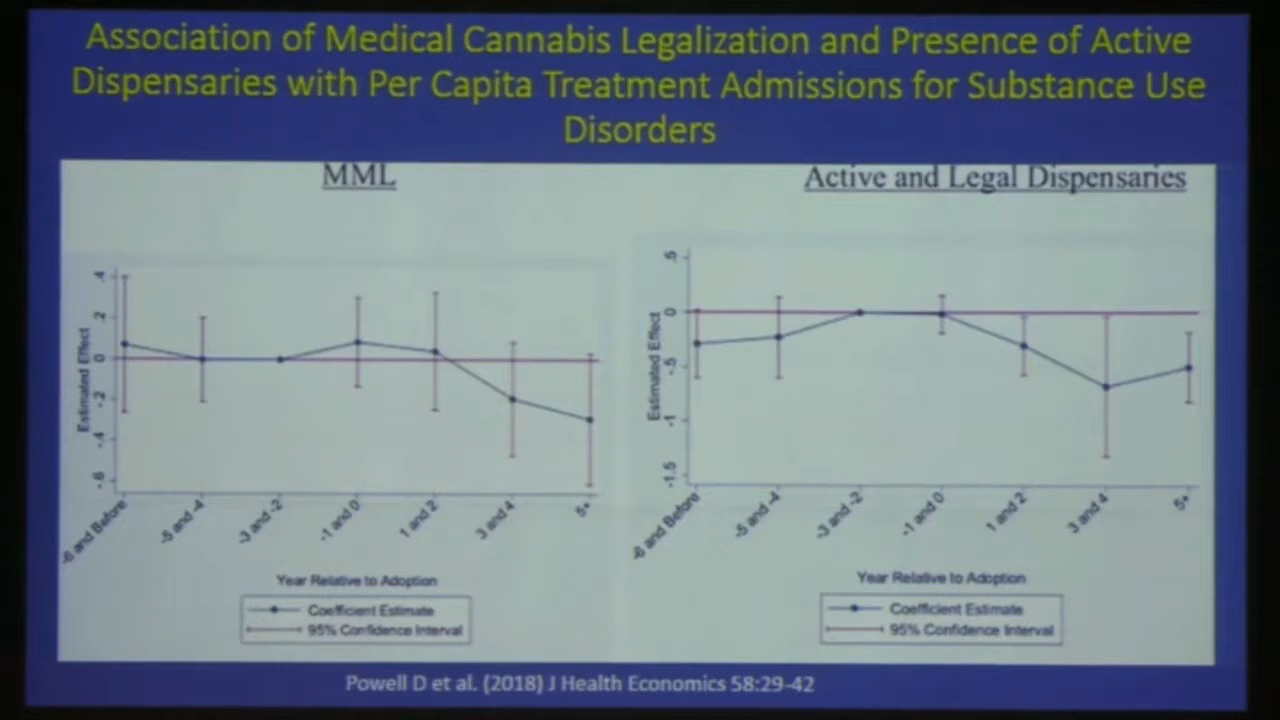 Association of Medical Cannabis Legalization and Presence of Active
Dispensaries with Per Capita Treatment Admissions for Substance Use
Disorders
MML
Estimated Effect
.4
.2
0
-.2
-.4
-.6
-6 and Before
-5 and -4
-3 and -2
-1 and 0
1 and 2
3 and 4
5+
Year Relative to Adoption
Coefficient Estimate
95% Confidence Interval
Active and Legal Dispensaries
Estimated Effect
.5
0
-.5
-1
-1.5
-6 and Before
-5 and -4
-3 and -2
-1 and 0
1 and 2
3 and 4
5+
Year Relative to Adoption
Coefficient Estimate
95% Confidence Interval
Powell D et al. (2018) J Health Economics 58:29-42